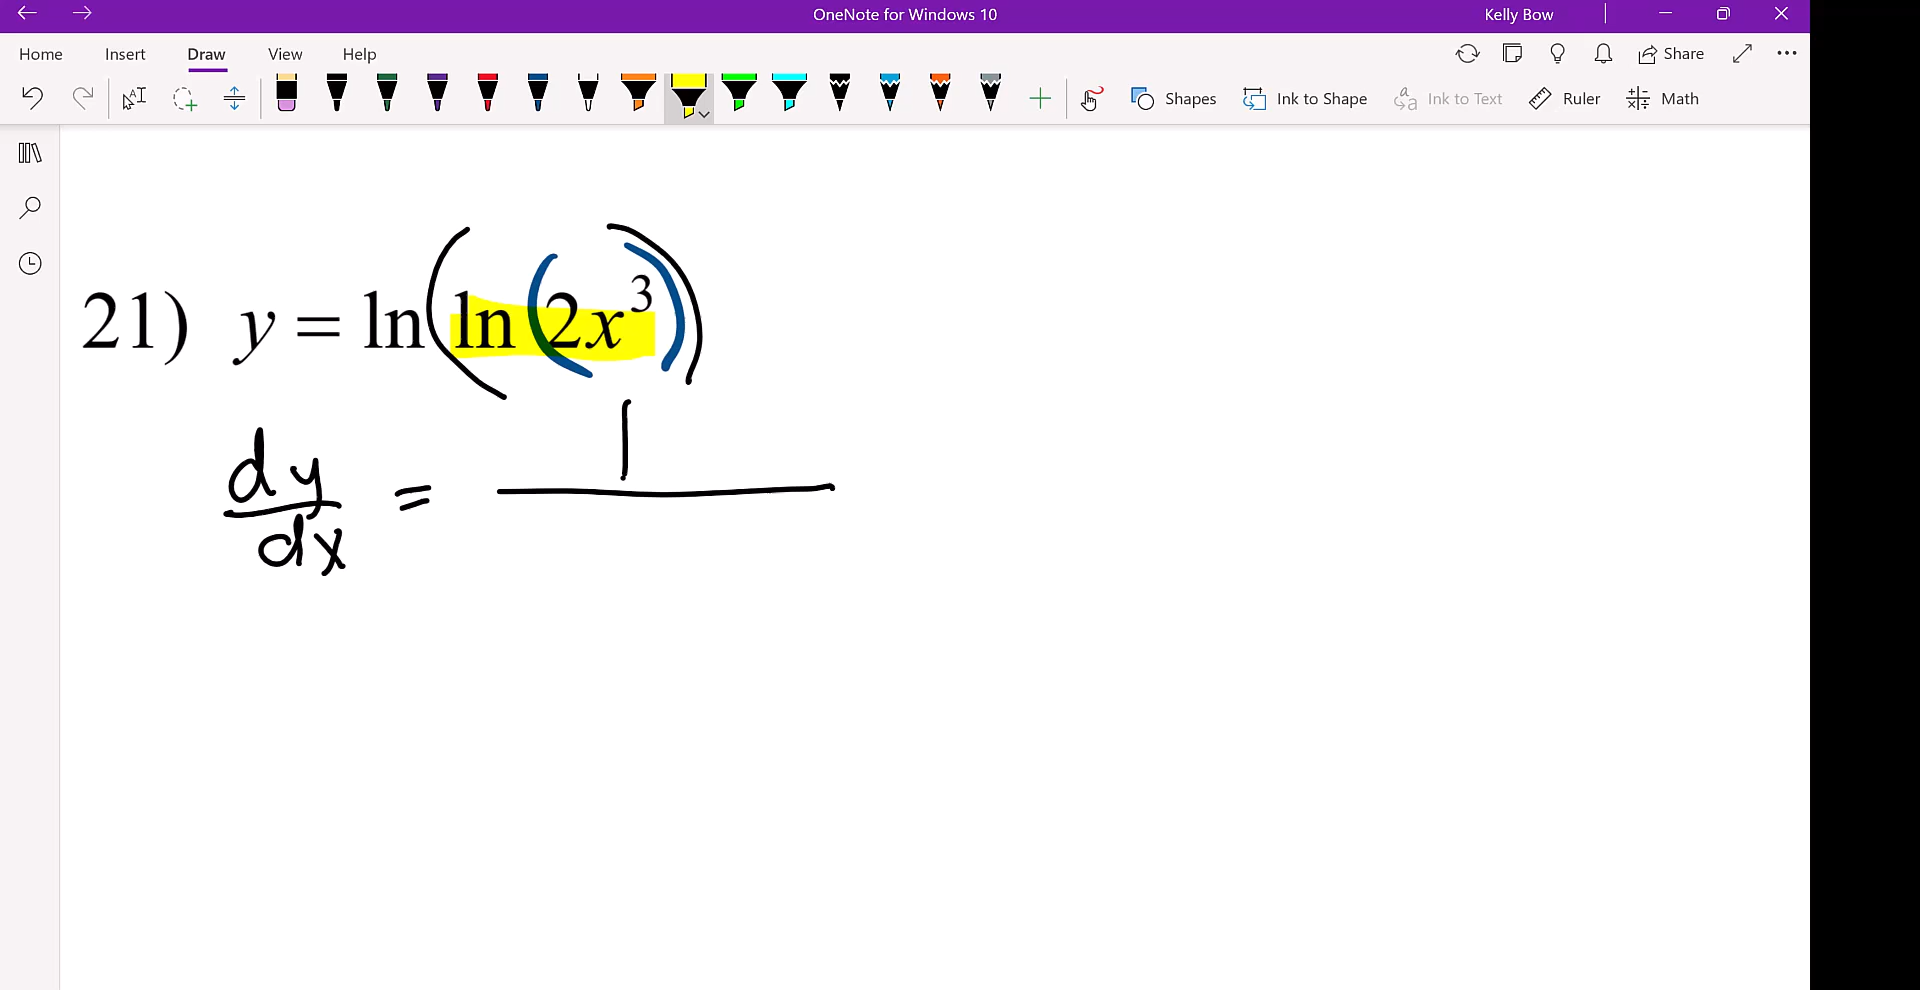 OneNote for Windows 10
Kelly Bow
Home Insert Draw View Help
Share
Shapes Ink to Shape Ink to Text Ruler Math
21) y = ln(ln(2x³))
dy/dx = 1/